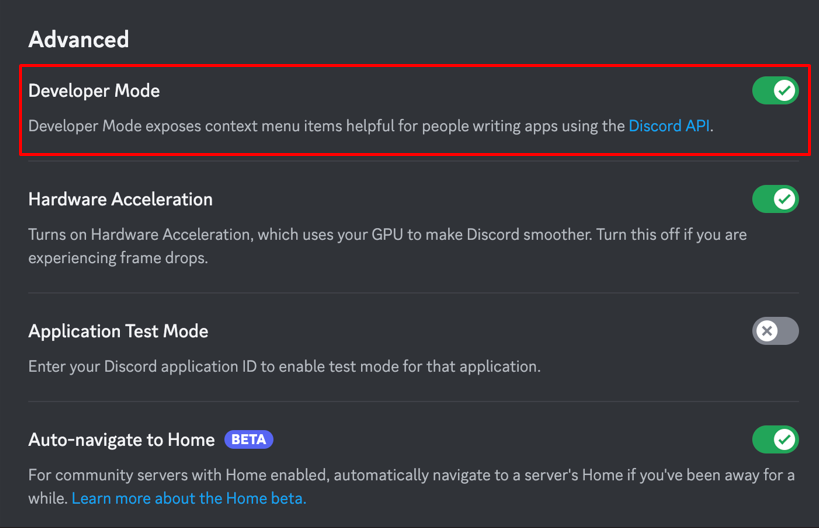 Advanced
Developer Mode
Developer Mode exposes context menu items helpful for people writing apps using the Discord API.
Hardware Acceleration
Turns on Hardware Acceleration, which uses your GPU to make Discord smoother. Turn this off if you are
experiencing frame drops.
Application Test Mode
Enter your Discord application ID to enable test mode for that application.
Auto-navigate to Home BETA
For community servers with Home enabled, automatically navigate to a server's Home if you've been away for a
while. Learn more about the Home beta.